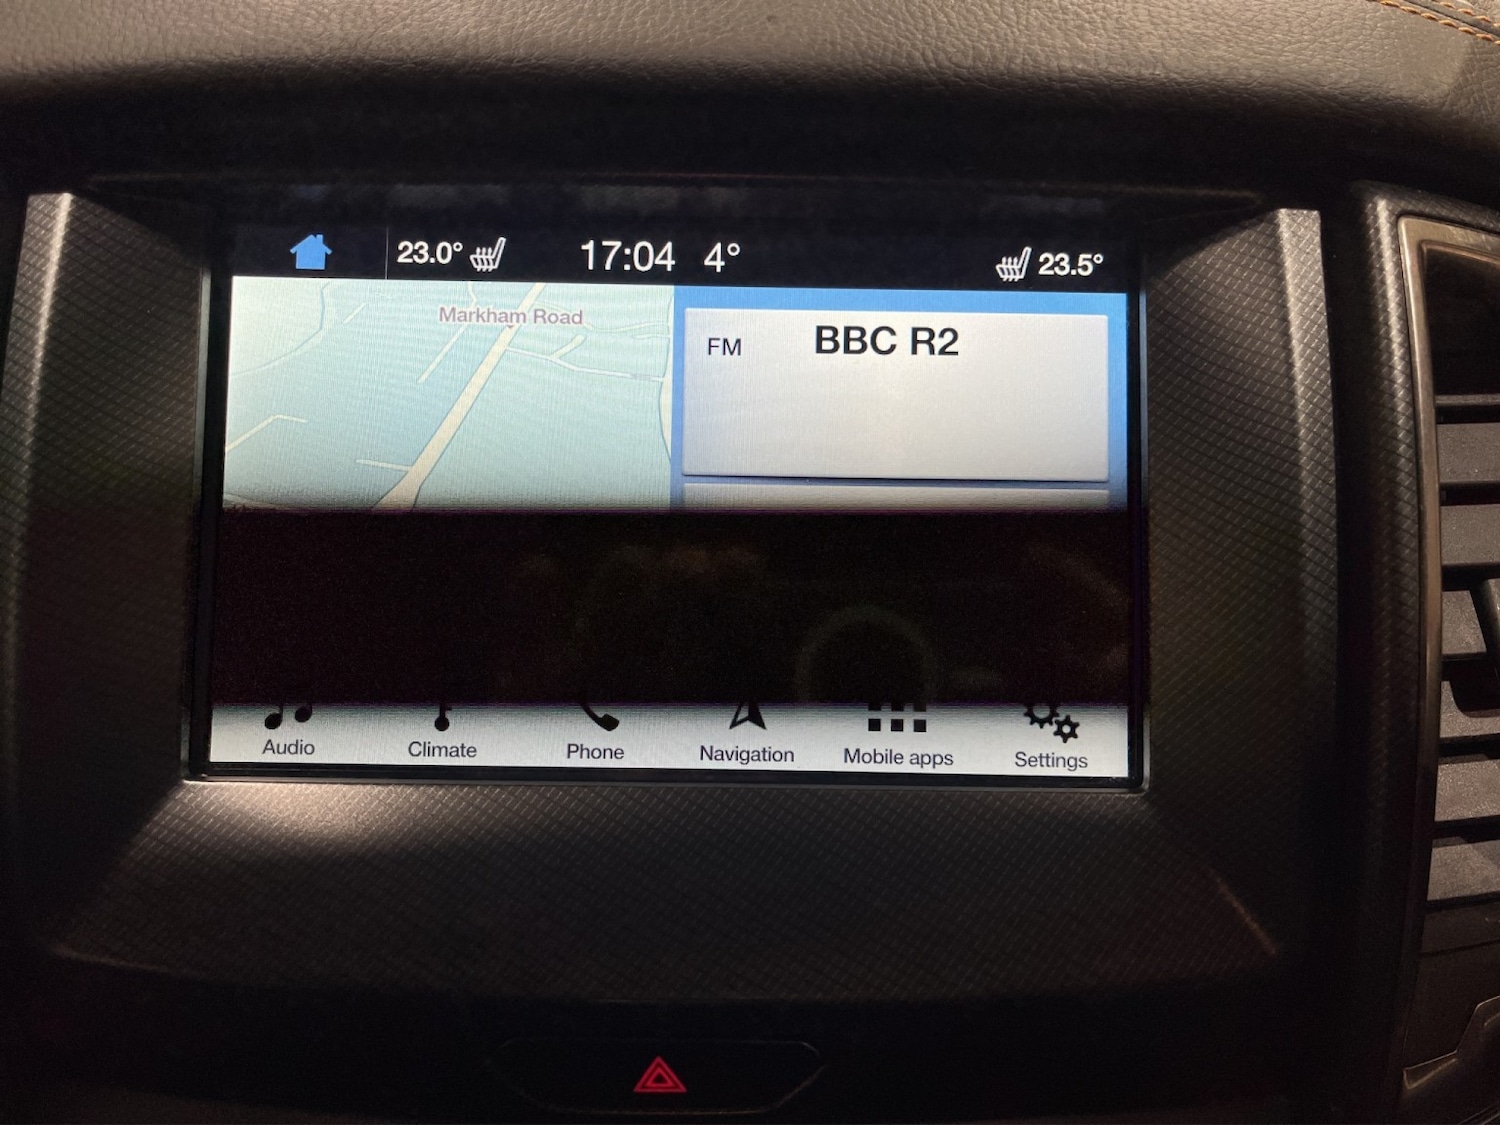 23.0° 17:04 4° 23.5°
Markham Road
FM BBC R2
Audio Climate Phone Navigation Mobile apps Settings